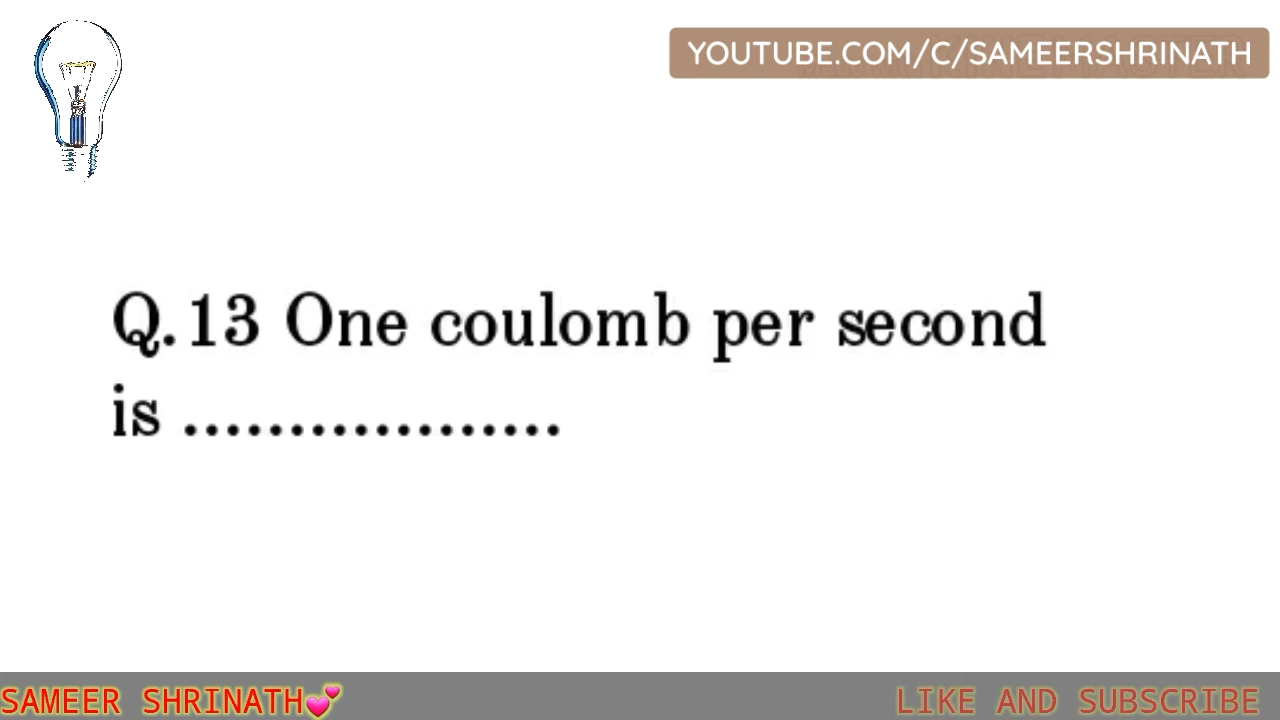 YOUTUBE.COM/C/SAMEERSHRINATH
Q.13 One coulomb per second
is ..................
SAMEER SHRINATH💕
LIKE AND SUBSCRIBE